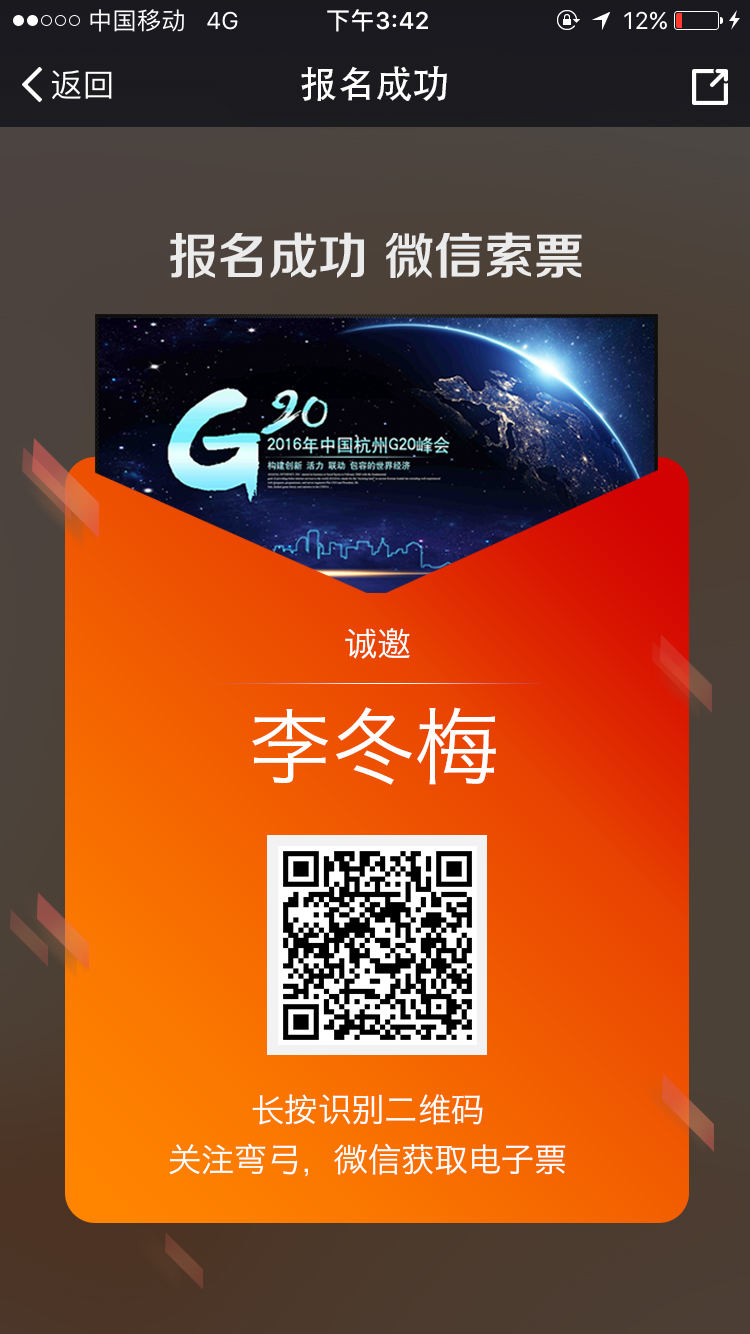 中国移动 4G 下午3:42 12%
返回 报名成功
报名成功 微信索票
G20
2016年中国杭州G20峰会
构建创新 活力 联动 包容的世界经济
诚邀
李冬梅
长按识别二维码
关注弯弓，微信获取电子票